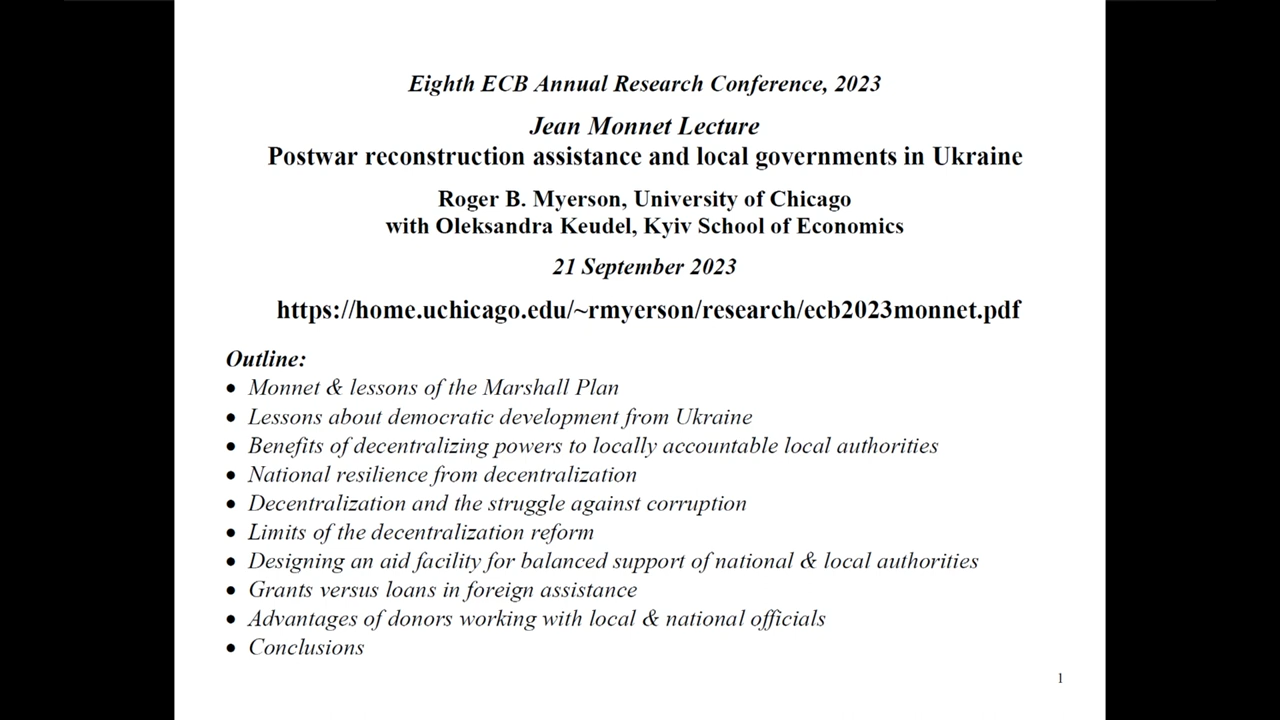 Eighth ECB Annual Research Conference, 2023
Jean Monnet Lecture
Postwar reconstruction assistance and local governments in Ukraine
Roger B. Myerson, University of Chicago
with Oleksandra Keudel, Kyiv School of Economics
21 September 2023
https://home.uchicago.edu/~rmyerson/research/ecb2023monnet.pdf
Outline:
• Monnet & lessons of the Marshall Plan
• Lessons about democratic development from Ukraine
• Benefits of decentralizing powers to locally accountable local authorities
• National resilience from decentralization
• Decentralization and the struggle against corruption
• Limits of the decentralization reform
• Designing an aid facility for balanced support of national & local authorities
• Grants versus loans in foreign assistance
• Advantages of donors working with local & national officials
• Conclusions
1